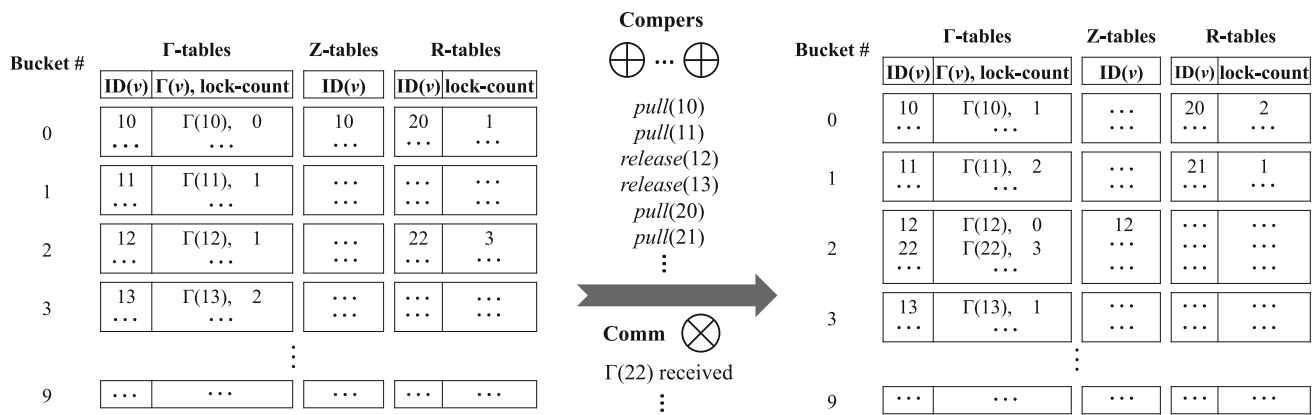 Γ-tables Z-tables R-tables
Bucket #
ID(v) Γ(v), lock-count ID(v) ID(v) lock-count
0 10 Γ(10), 0 10 20 1
... ... ... ... ...
1 11 Γ(11), 1 ... ... ...
... ... ... ... ...
2 12 Γ(12), 1 ... 22 3
... ... ... ... ...
3 13 Γ(13), 2 ... ... ...
... ... ... ... ...
⋮
9 ... ... ... ... ...
Compers
⊕ ... ⊕
pull(10)
pull(11)
release(12)
release(13)
pull(20)
pull(21)
⋮
Comm ⊗
Γ(22) received
⋮
Γ-tables Z-tables R-tables
Bucket #
ID(v) Γ(v), lock-count ID(v) ID(v) lock-count
0 10 Γ(10), 1 ... 20 2
... ... ... ... ...
1 11 Γ(11), 2 ... 21 1
... ... ... ... ...
2 12 Γ(12), 0 12 ... ...
22 Γ(22), 3 ... ... ...
... ... ... ... ...
3 13 Γ(13), 1 ... ... ...
... ... ... ... ...
⋮
9 ... ... ... ... ...